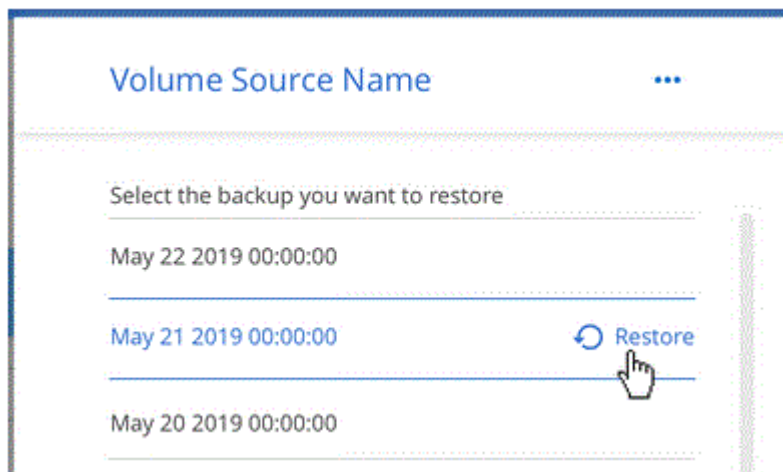 Volume Source Name
Select the backup you want to restore
May 22 2019 00:00:00
May 21 2019 00:00:00 Restore
May 20 2019 00:00:00